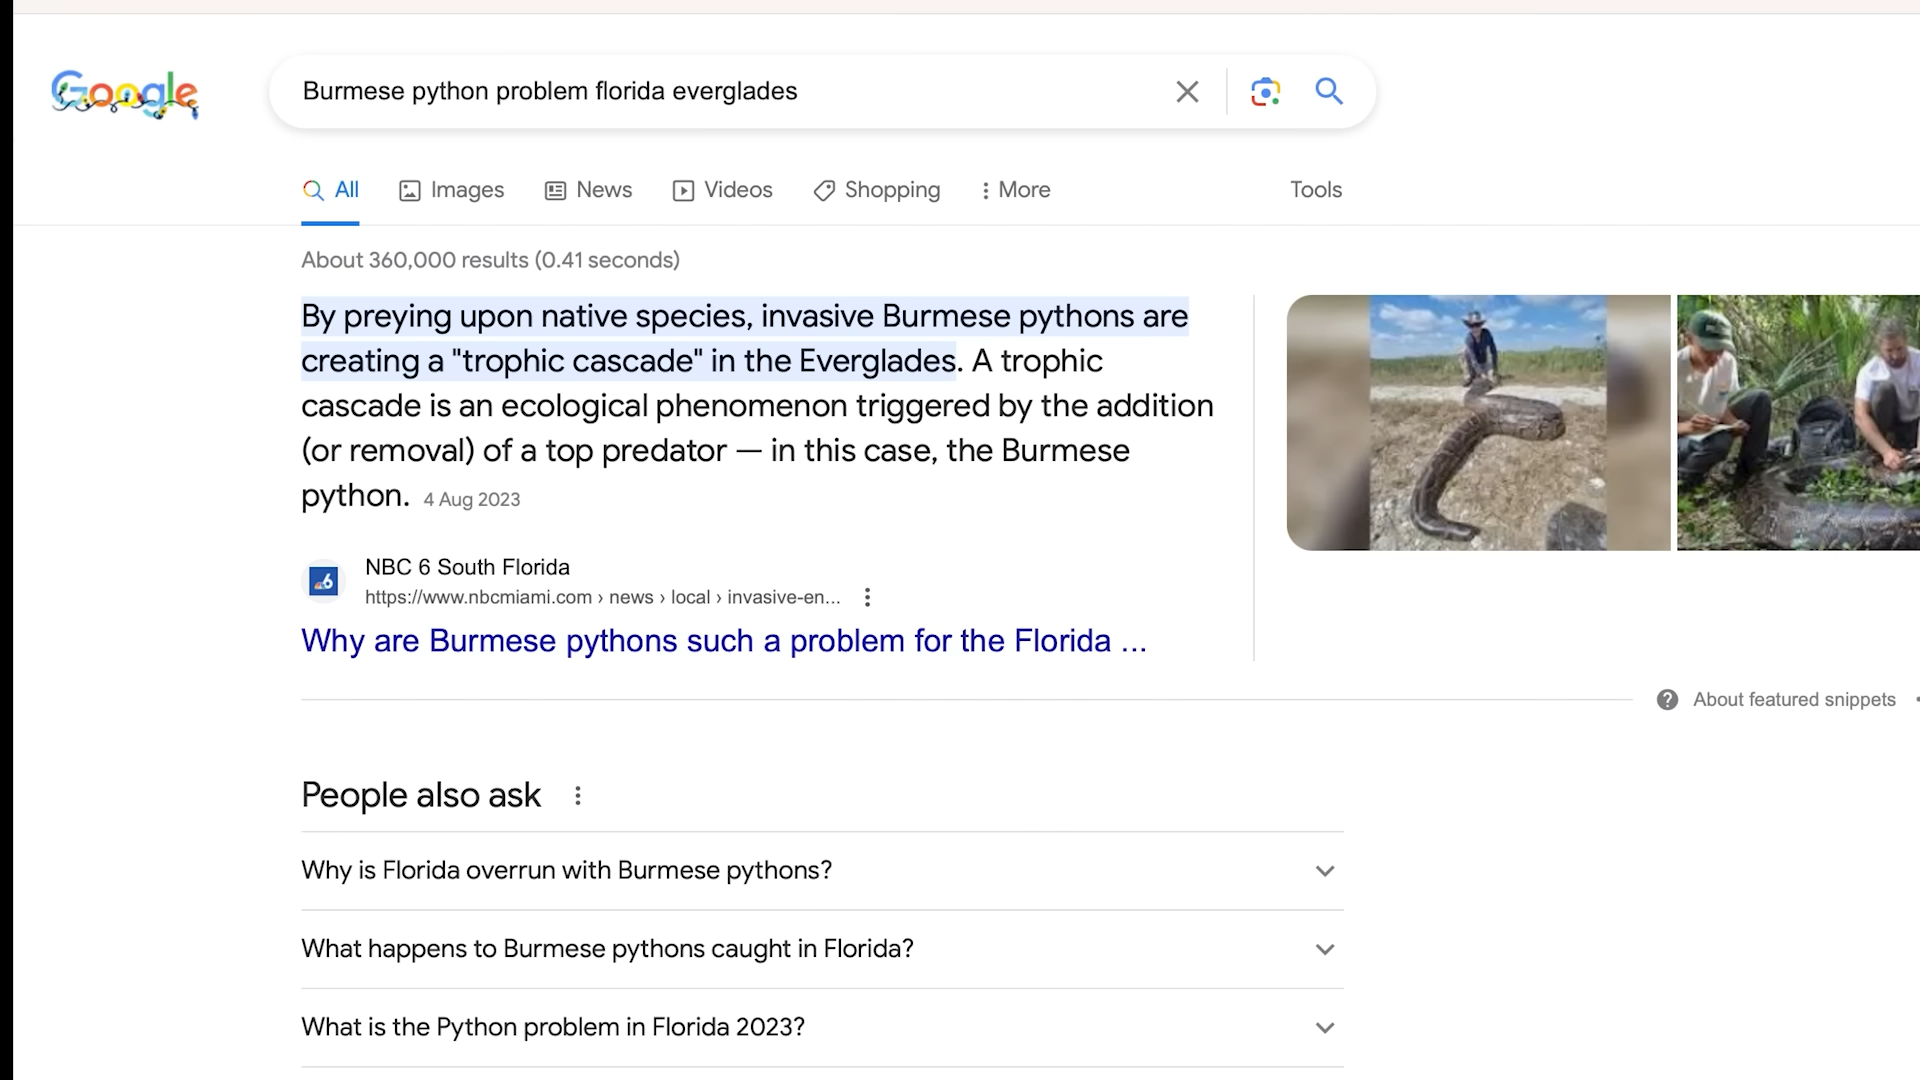 Google
Burmese python problem florida everglades
All
Images
News
Videos
Shopping
More
Tools
About 360,000 results (0.41 seconds)
By preying upon native species, invasive Burmese pythons are
creating a "trophic cascade" in the Everglades. A trophic
cascade is an ecological phenomenon triggered by the addition
(or removal) of a top predator — in this case, the Burmese
python. 4 Aug 2023
6
NBC 6 South Florida
https://www.nbcmiami.com › news › local › invasive-en...
Why are Burmese pythons such a problem for the Florida ...
About featured snippets
People also ask
Why is Florida overrun with Burmese pythons?
What happens to Burmese pythons caught in Florida?
What is the Python problem in Florida 2023?